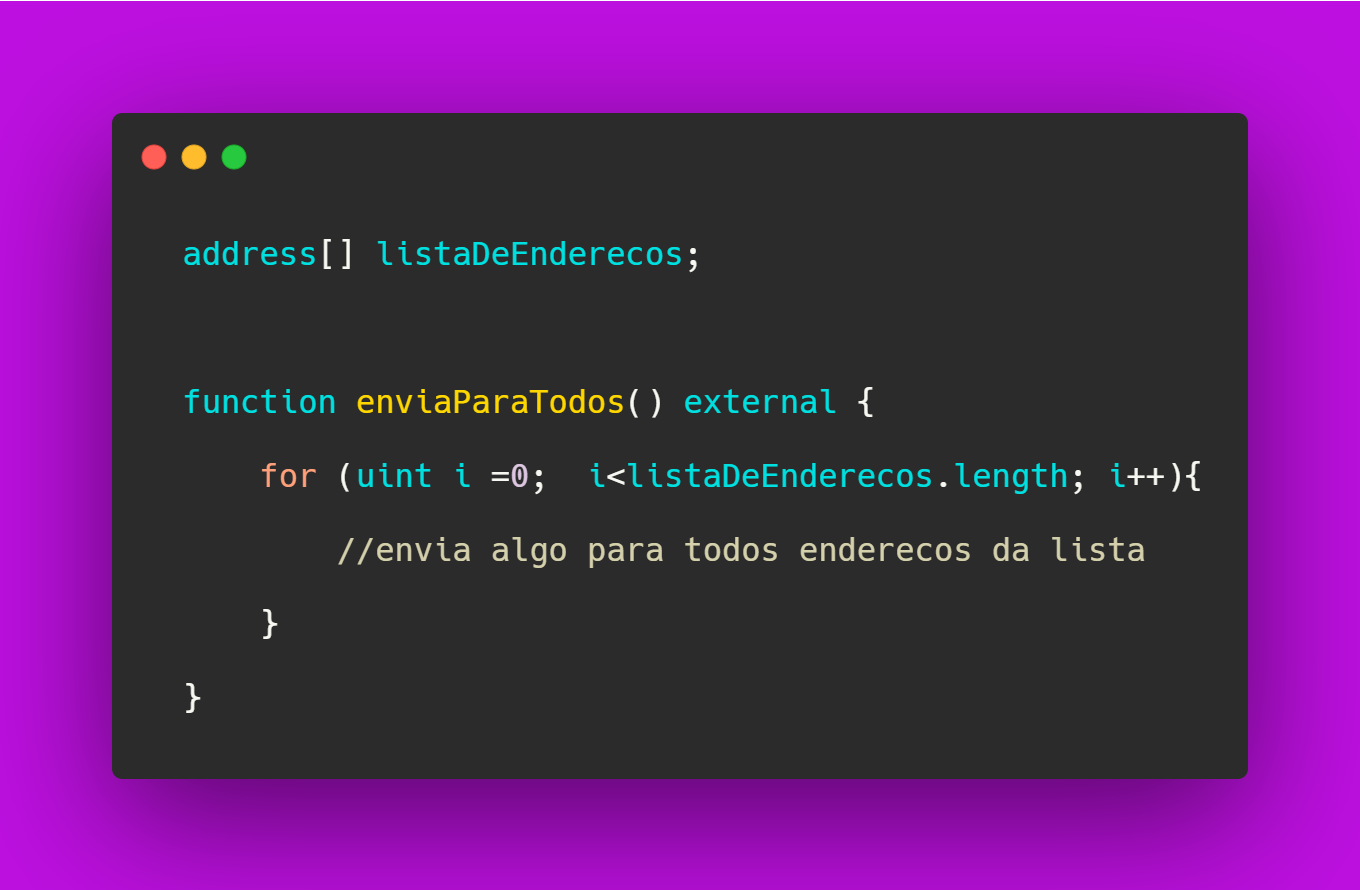 address[] listaDeEnderecos;
function enviaParaTodos() external {
for (uint i =0;  i<listaDeEnderecos.length; i++){
//envia algo para todos enderecos da lista
}
}